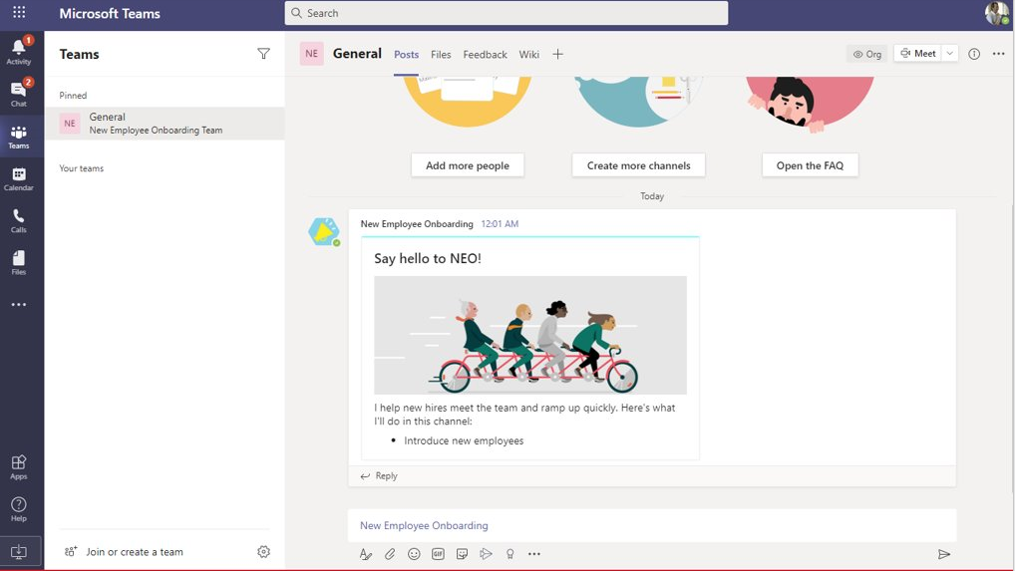 Microsoft Teams
Search
Activity
1
Chat
2
Teams
Calendar
Calls
Files
Apps
Help
Teams
Pinned
NE
General
New Employee Onboarding Team
Your teams
Join or create a team
NE
General
Posts
Files
Feedback
Wiki
Org
Meet
Add more people
Create more channels
Open the FAQ
Today
New Employee Onboarding 12:01 AM
Say hello to NEO!
I help new hires meet the team and ramp up quickly. Here's what
I'll do in this channel:
• Introduce new employees
Reply
New Employee Onboarding
GIF